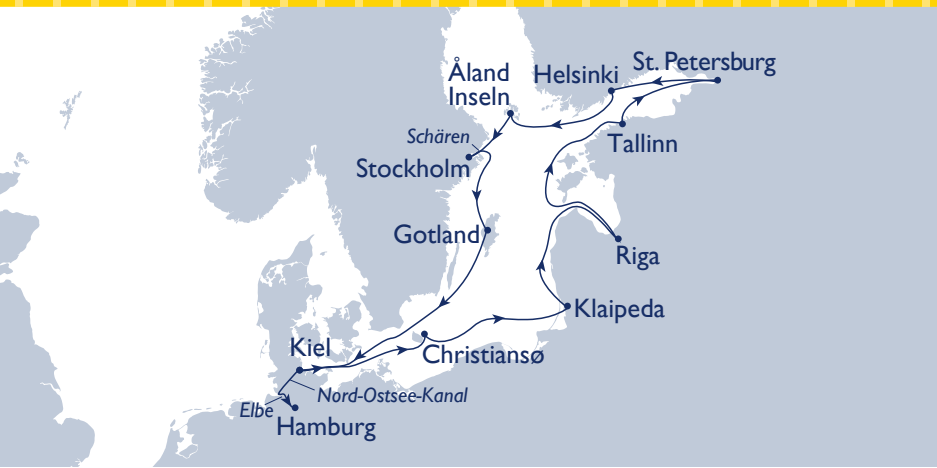 St. Petersburg
Helsinki
Åland
Inseln
Schären
Tallinn
Stockholm
Gotland
Riga
Klaipeda
Kiel
Christiansø
Nord-Ostsee-Kanal
Elbe
Hamburg